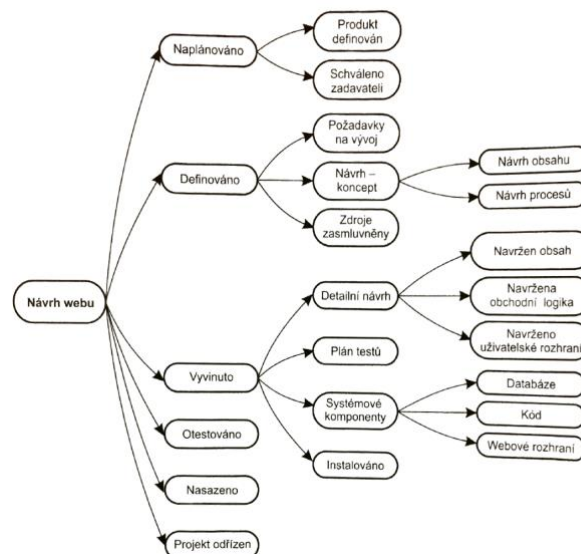 Naplánováno
Produkt
definován
Schváleno
zadavateli
Definováno
Požadavky
na vývoj
Návrh –
koncept
Návrh obsahu
Návrh procesů
Zdroje
zasmluvněny
Návrh webu
Vyvinuto
Detailní návrh
Navržen obsah
Navržena
obchodní logika
Navrženo
uživatelské rozhraní
Plán testů
Systémové
komponenty
Databáze
Kód
Webové rozhraní
Instalováno
Otestováno
Nasazeno
Projekt odřízen